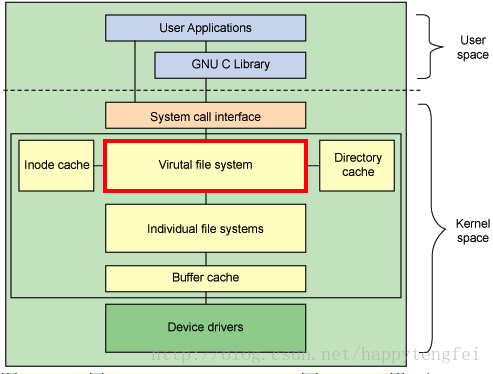 User Applications
GNU C Library
User
space
System call interface
Inode cache
Virutal file system
Directory
cache
Individual file systems
Kernel
space
Buffer cache
Device drivers
http://blog.csdn.net/happytengfei